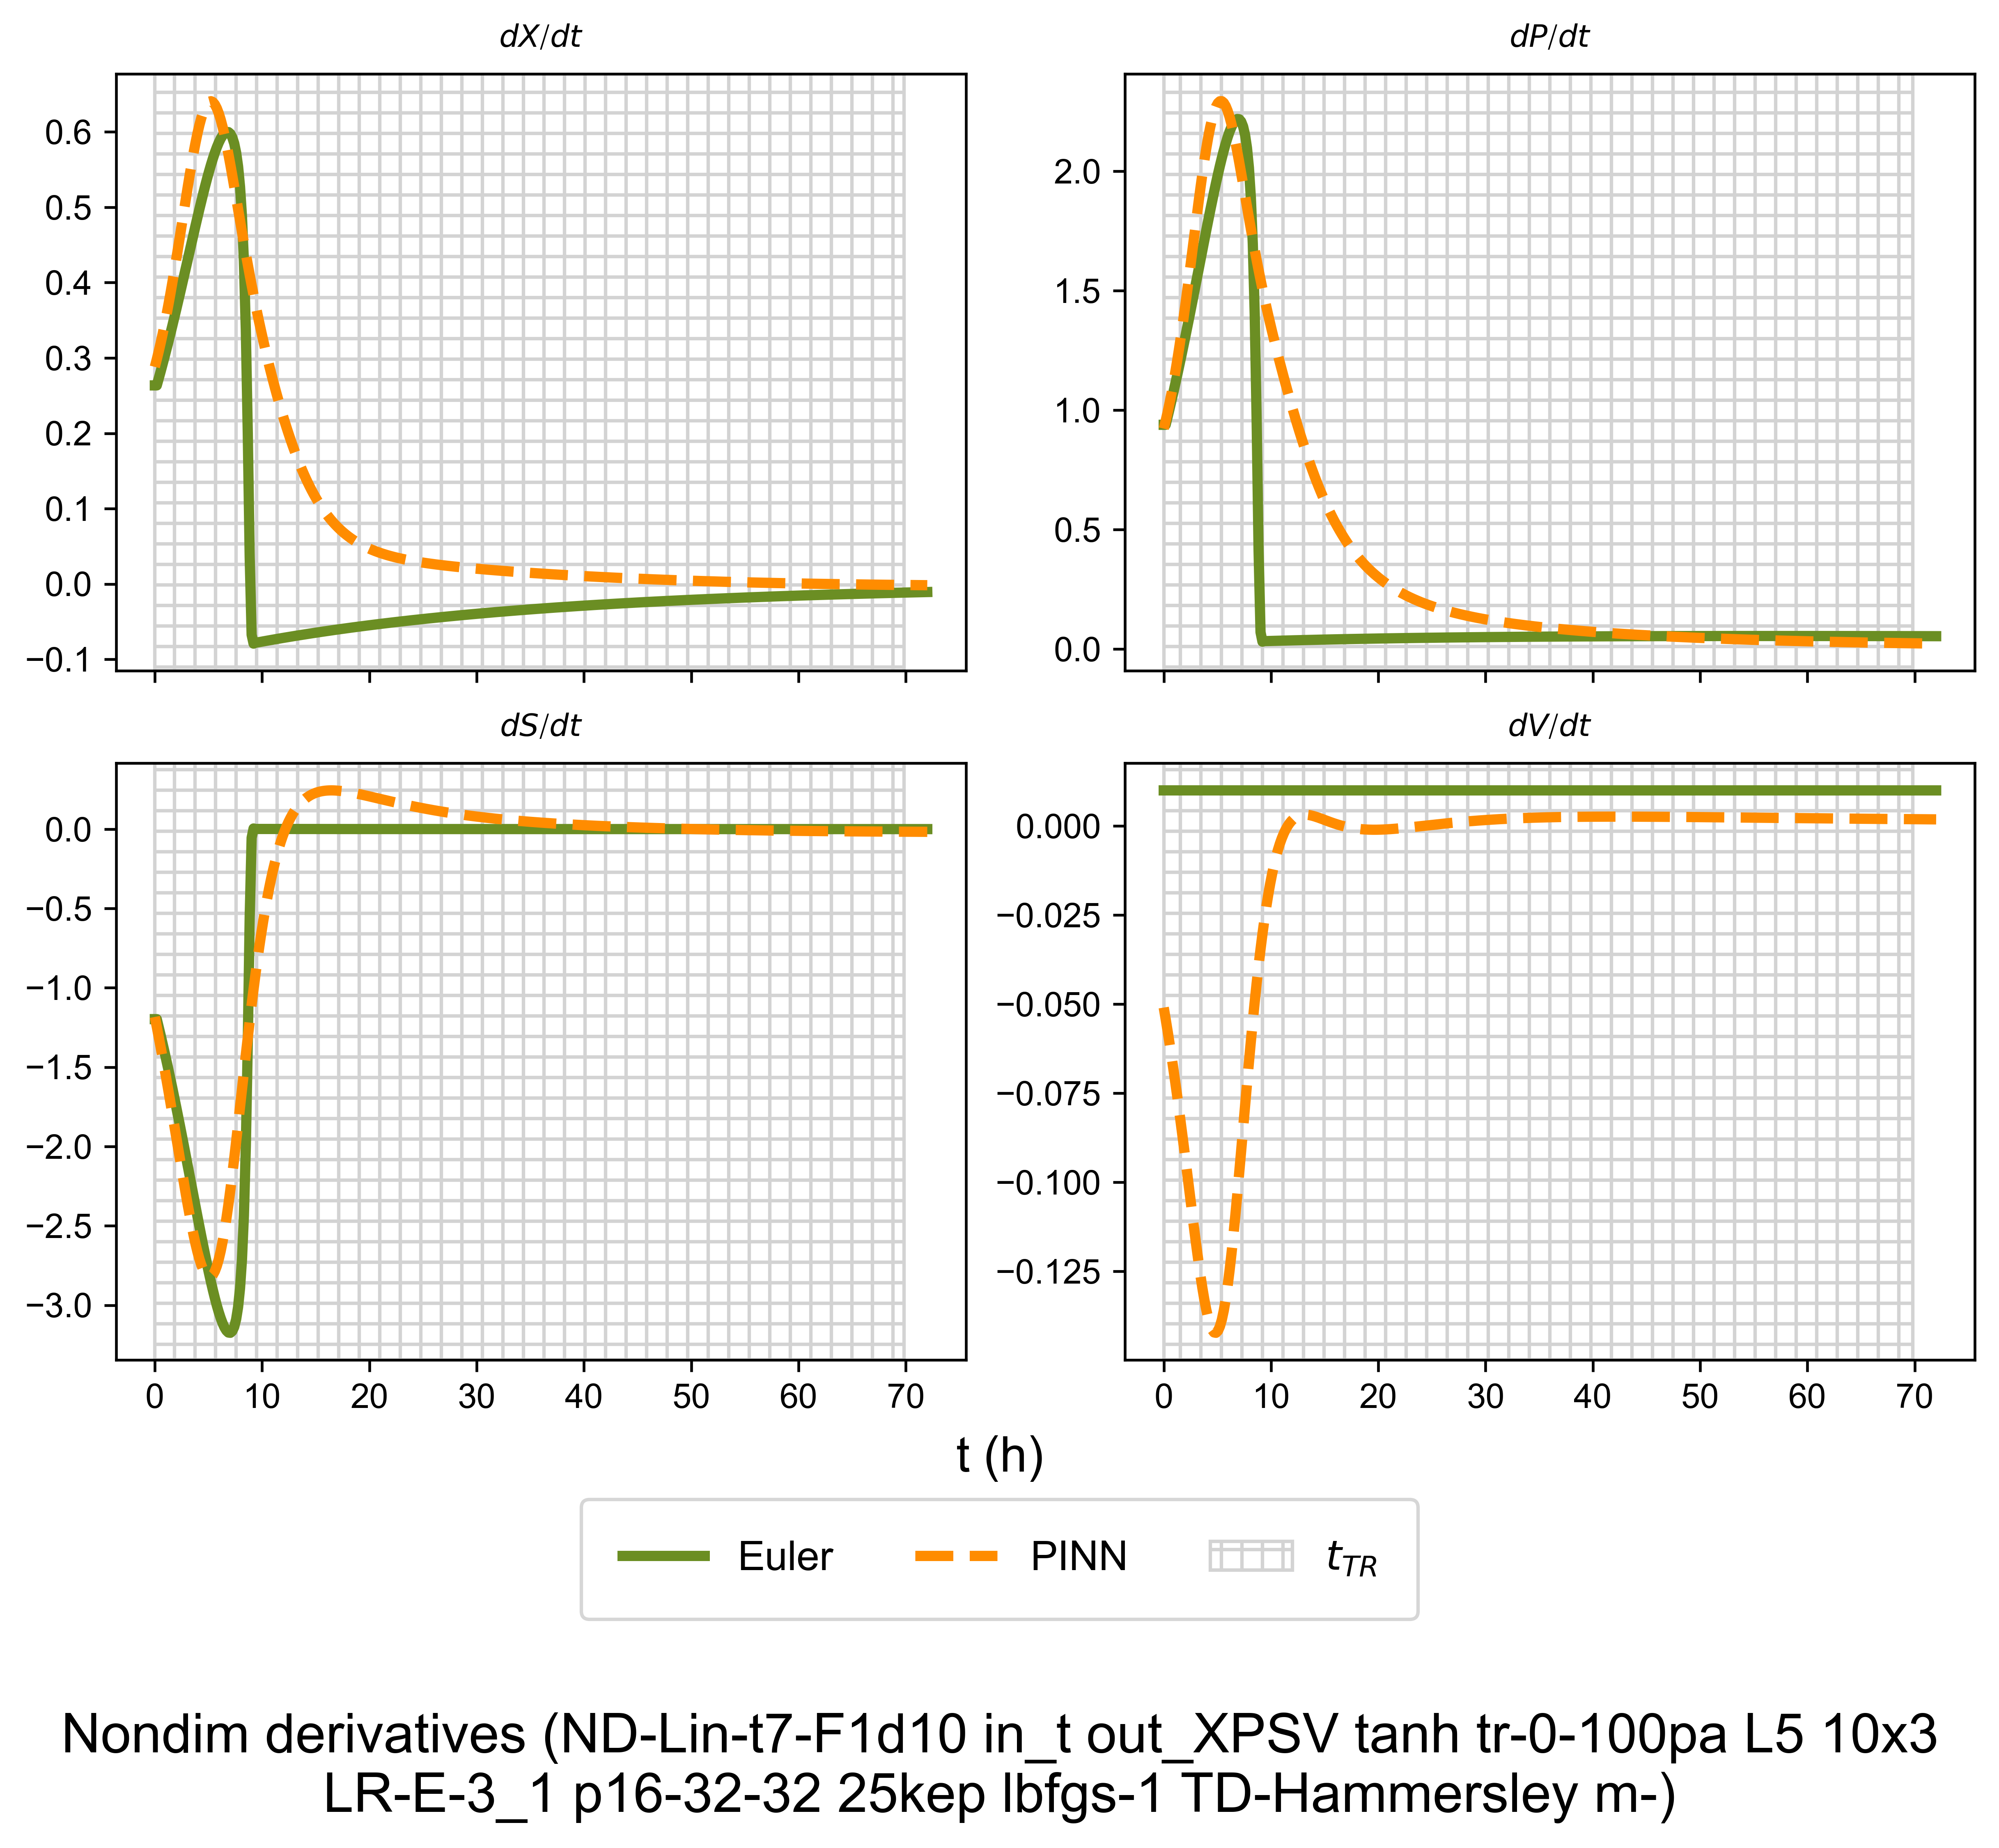 dX/dt
dP/dt
0.6
0.5
0.4
0.3
0.2
0.1
0.0
−0.1
2.0
1.5
1.0
0.5
0.0
dS/dt
dV/dt
0.0
−0.5
−1.0
−1.5
−2.0
−2.5
−3.0
0 10 20 30 40 50 60 70
0.000
−0.025
−0.050
−0.075
−0.100
−0.125
0 10 20 30 40 50 60 70
t (h)
Euler PINN t_TR
Nondim derivatives (ND-Lin-t7-F1d10 in_t out_XPSV tanh tr-0-100pa L5 10x3
LR-E-3_1 p16-32-32 25kep lbfgs-1 TD-Hammersley m-)